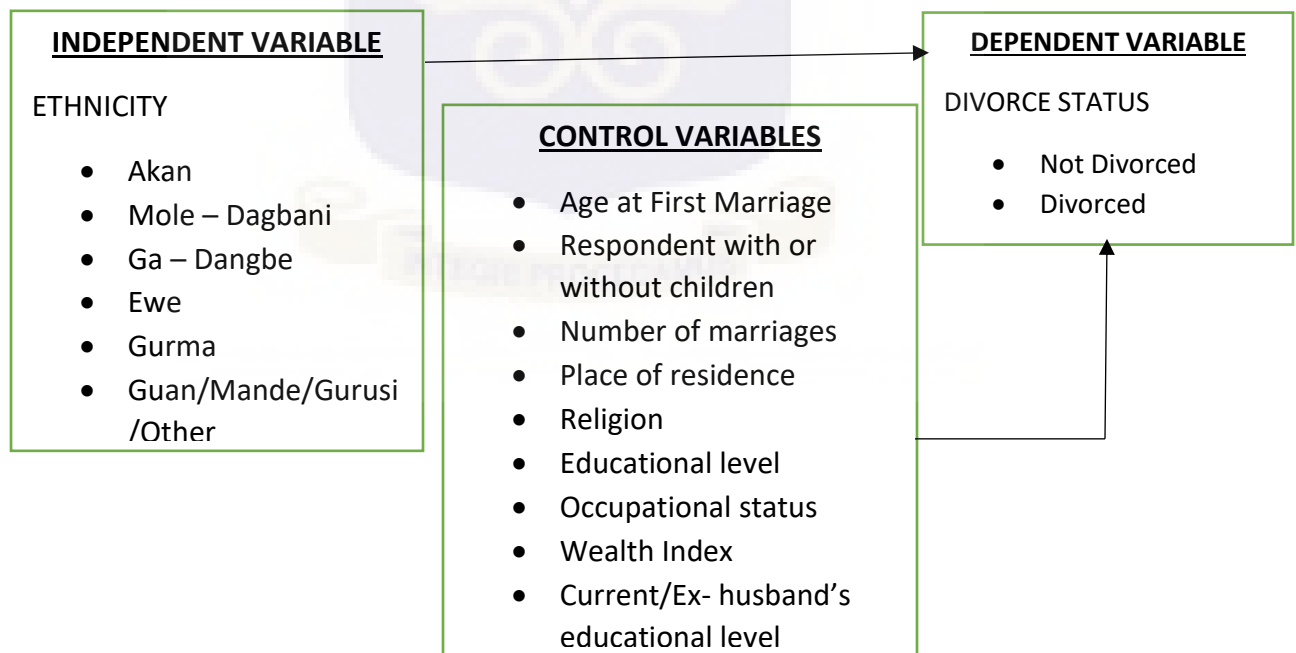 INDEPENDENT VARIABLE
ETHNICITY
• Akan
• Mole – Dagbani
• Ga – Dangbe
• Ewe
• Gurma
• Guan/Mande/Gurusi
/Other
CONTROL VARIABLES
• Age at First Marriage
• Respondent with or
without children
• Number of marriages
• Place of residence
• Religion
• Educational level
• Occupational status
• Wealth Index
• Current/Ex- husband’s
educational level
DEPENDENT VARIABLE
DIVORCE STATUS
• Not Divorced
• Divorced